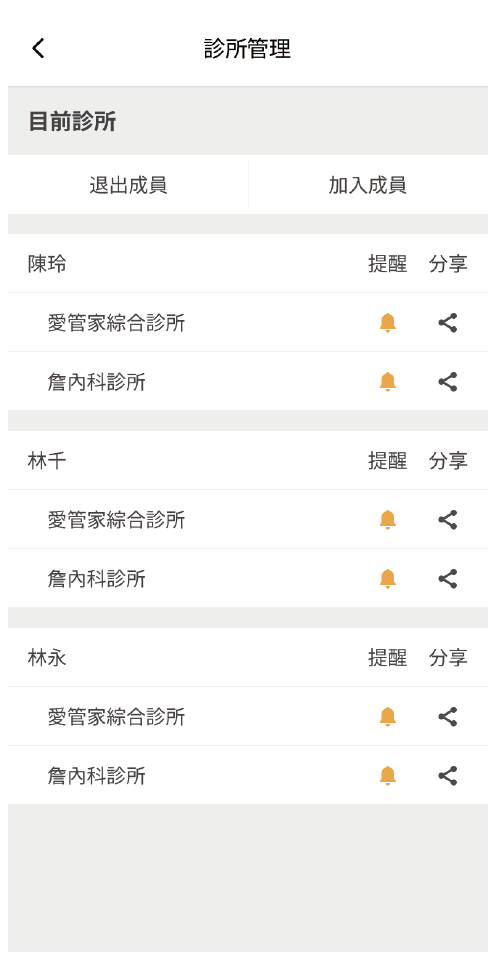 診所管理
目前診所
退出成員 加入成員
陳玲 提醒 分享
愛管家綜合診所
詹內科診所
林千 提醒 分享
愛管家綜合診所
詹內科診所
林永 提醒 分享
愛管家綜合診所
詹內科診所